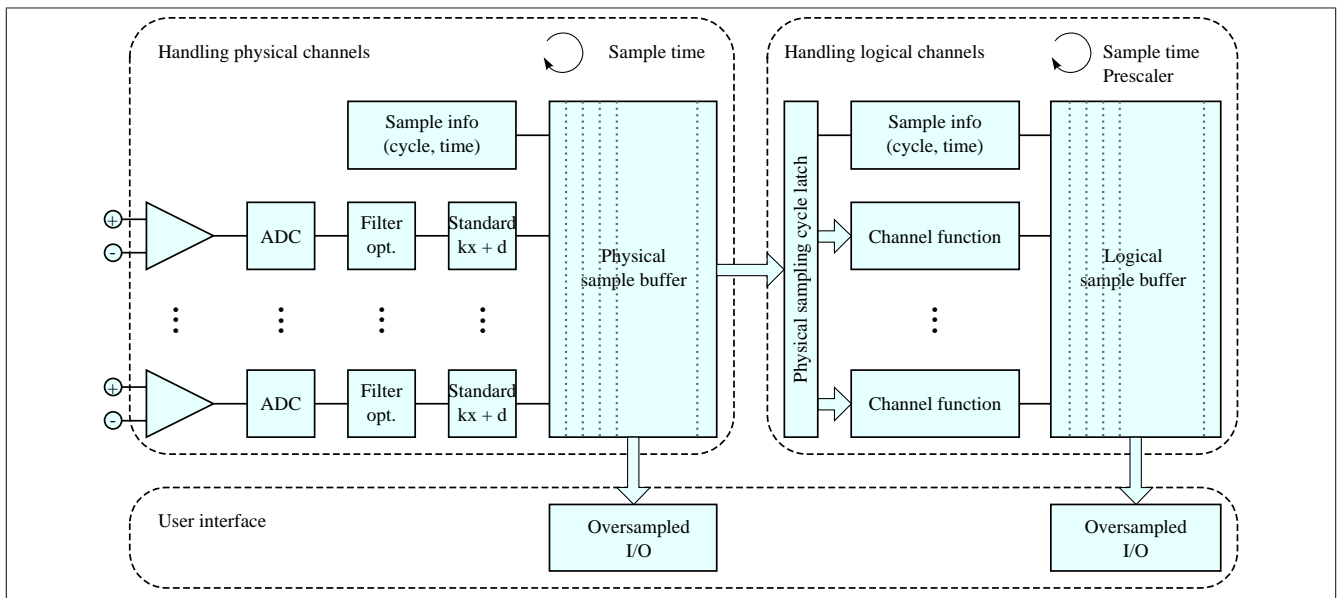 Handling physical channels
Sample time
Handling logical channels
Sample time
Prescaler
Sample info
(cycle, time)
Sample info
(cycle, time)
+
-
ADC
Filter
opt.
Standard
kx + d
Physical
sample buffer
Physical sampling cycle latch
Channel function
Logical
sample buffer
+
-
ADC
Filter
opt.
Standard
kx + d
Channel function
User interface
Oversampled
I/O
Oversampled
I/O